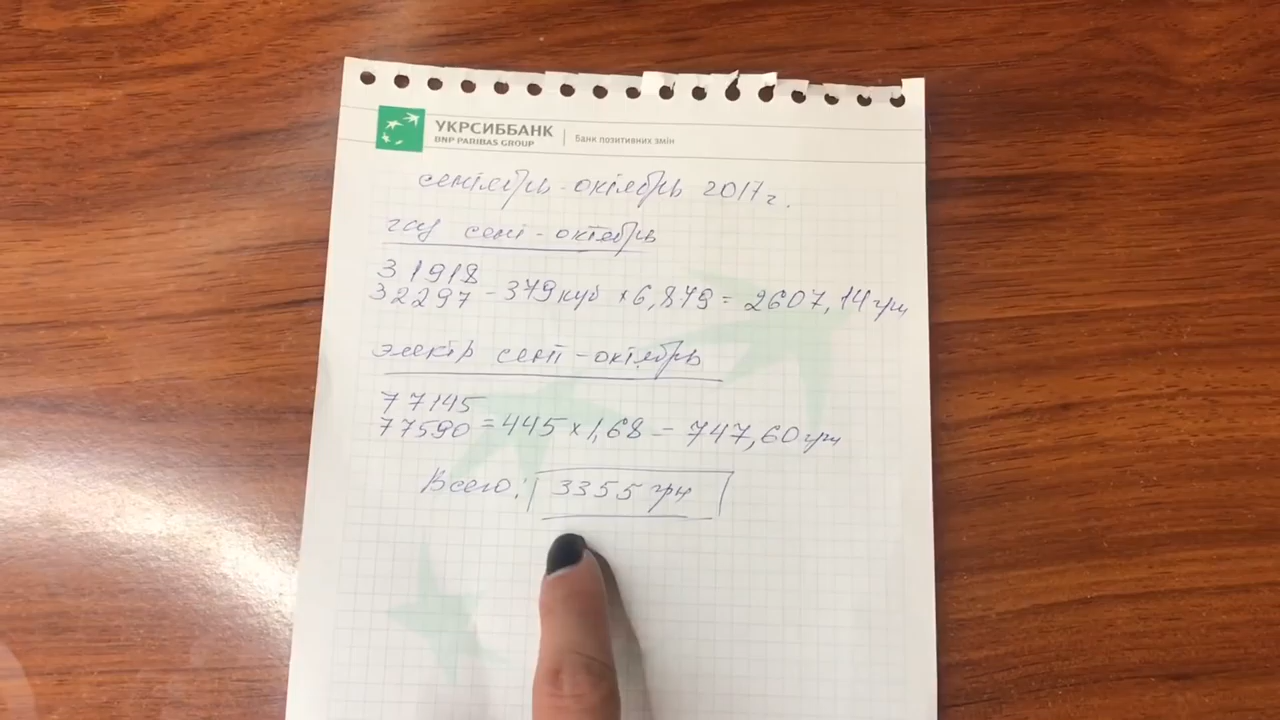 УКРСИББАНК
BNP PARIBAS GROUP
Банк позитивних змін
сентябрь-октябрь 2017г.
газ сент-октябрь
31918
32297 - 379куб × 6,879 = 2607,14грн
электр сент-октябрь
77145
77590 = 445 × 1,68 = 747,60грн
Всего: 3355 грн